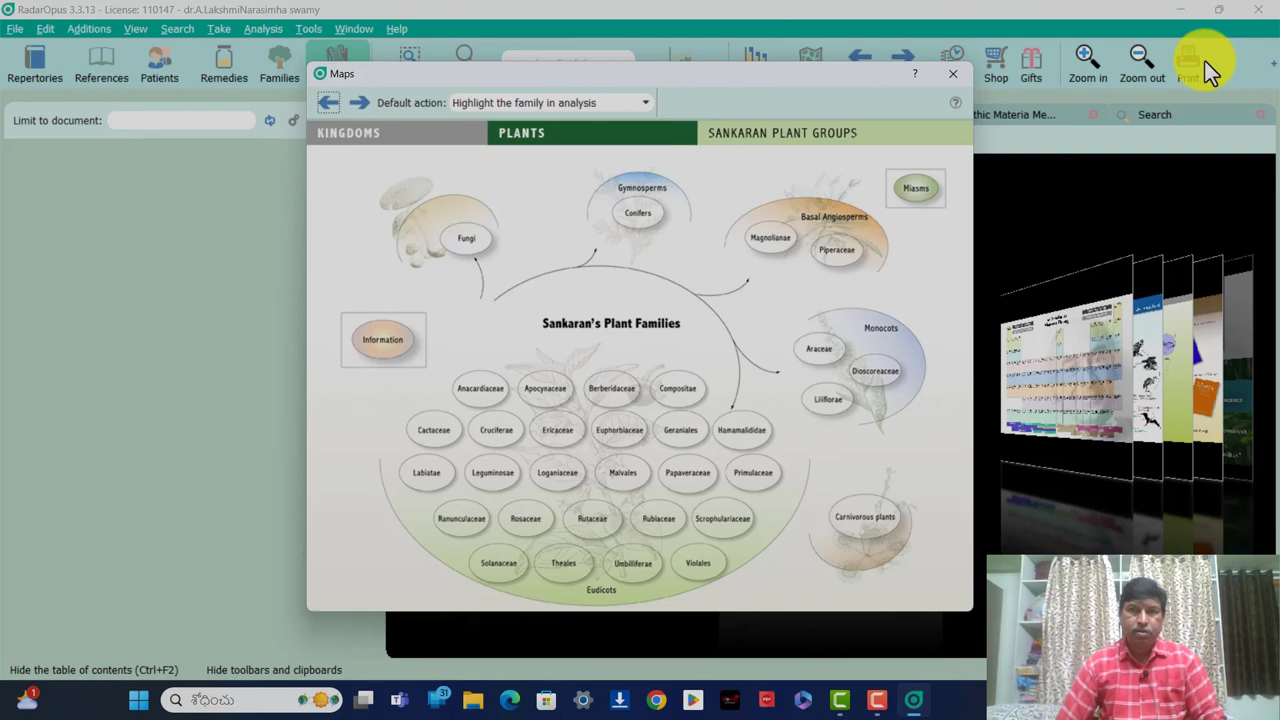 RadarOpus 3.3.13 - License: 110147 - dr.A.LakshmiNarasimha swamy
File Edit Additions View Search Take Analysis Tools Window Help
Repertories References Patients Remedies Families Shop Gifts Zoom in Zoom out Print
Maps
Default action: Highlight the family in analysis
Limit to document:
thic Materia Me... Search
KINGDOMS PLANTS SANKARAN PLANT GROUPS
Gymnosperms
Conifers
Miasms
Basal Angiosperms
Magnolianae
Piperaceae
Fungi
Information
Sankaran's Plant Families
Monocots
Araceae
Dioscoreaceae
Liliflorae
Anacardiaceae Apocynaceae Berberidaceae Compositae
Cactaceae Cruciferae Ericaceae Euphorbiaceae Geraniales Hamamalididae
Labiatae Leguminosae Loganiaceae Malvales Papaveraceae Primulaceae
Ranunculaceae Rosaceae Rutaceae Rubiaceae Scrophulariaceae
Carnivorous plants
Solanaceae Theales Umbilliferae Violales
Eudicots
Hide the table of contents (Ctrl+F2) Hide toolbars and clipboards
1 శోధించు 31